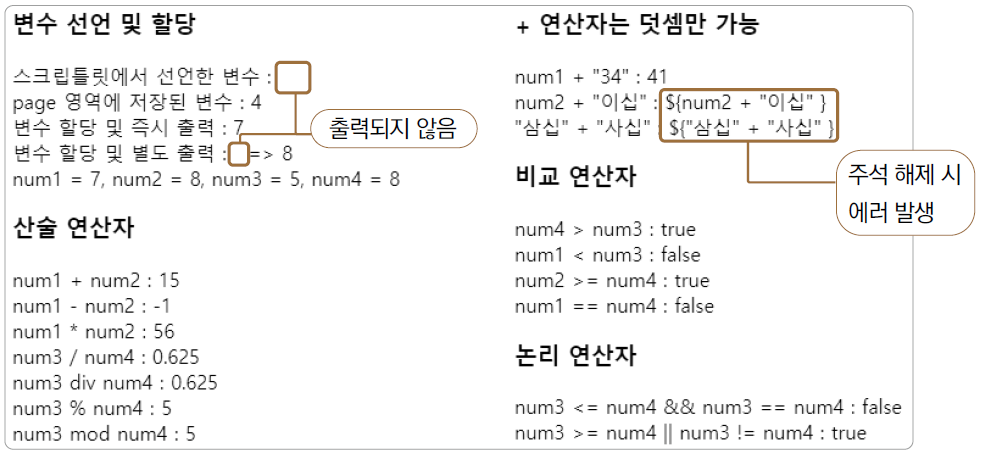 변수 선언 및 할당
스크립틀릿에서 선언한 변수 :
page 영역에 저장된 변수 : 4
변수 할당 및 즉시 출력 : 7
변수 할당 및 별도 출력 : => 8
num1 = 7, num2 = 8, num3 = 5, num4 = 8
출력되지 않음
산술 연산자
num1 + num2 : 15
num1 - num2 : -1
num1 * num2 : 56
num3 / num4 : 0.625
num3 div num4 : 0.625
num3 % num4 : 5
num3 mod num4 : 5
+ 연산자는 덧셈만 가능
num1 + "34" : 41
num2 + "이십" : ${num2 + "이십" }
"삼십" + "사십" : ${"삼십" + "사십" }
주석 해제 시
에러 발생
비교 연산자
num4 > num3 : true
num1 < num3 : false
num2 >= num4 : true
num1 == num4 : false
논리 연산자
num3 <= num4 && num3 == num4 : false
num3 >= num4 || num3 != num4 : true